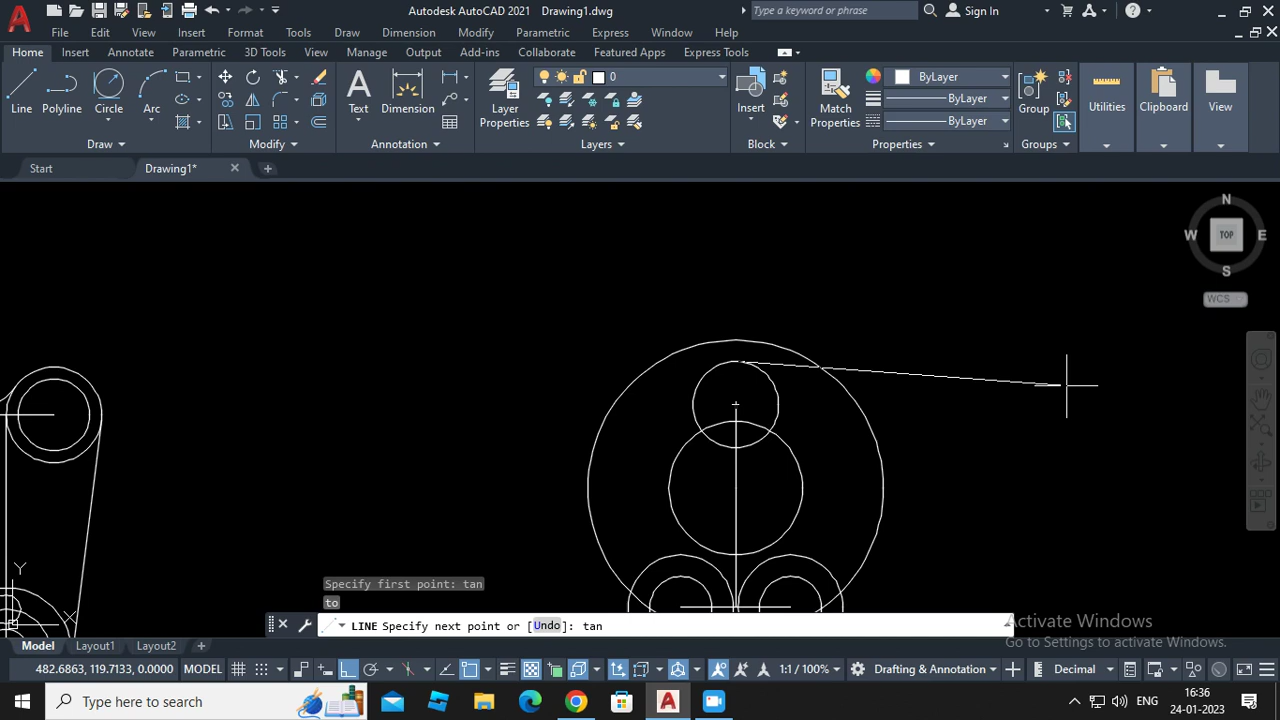 Autodesk AutoCAD 2021 Drawing1.dwg
Type a keyword or phrase
Sign In
File Edit View Insert Format Tools Draw Dimension Modify Parametric Express Window Help
Home Insert Annotate Parametric 3D Tools View Manage Output Add-ins Collaborate Featured Apps Express Tools
Line Polyline Circle Arc
Text Dimension
Layer Properties
0
Insert
Match Properties
ByLayer
ByLayer
ByLayer
Group
Utilities
Clipboard
View
Draw Modify Annotation Layers Block Properties Groups
Start Drawing1*
N
W TOP E
S
WCS
Y
X
Specify first point: tan
to
LINE Specify next point or [Undo]: tan
Activate Windows
Go to Settings to activate Windows.
Model Layout1 Layout2
482.6863, 119.7133, 0.0000 MODEL 1:1 / 100% Drafting & Annotation Decimal
Type here to search
ENG
16:36
24-01-2023